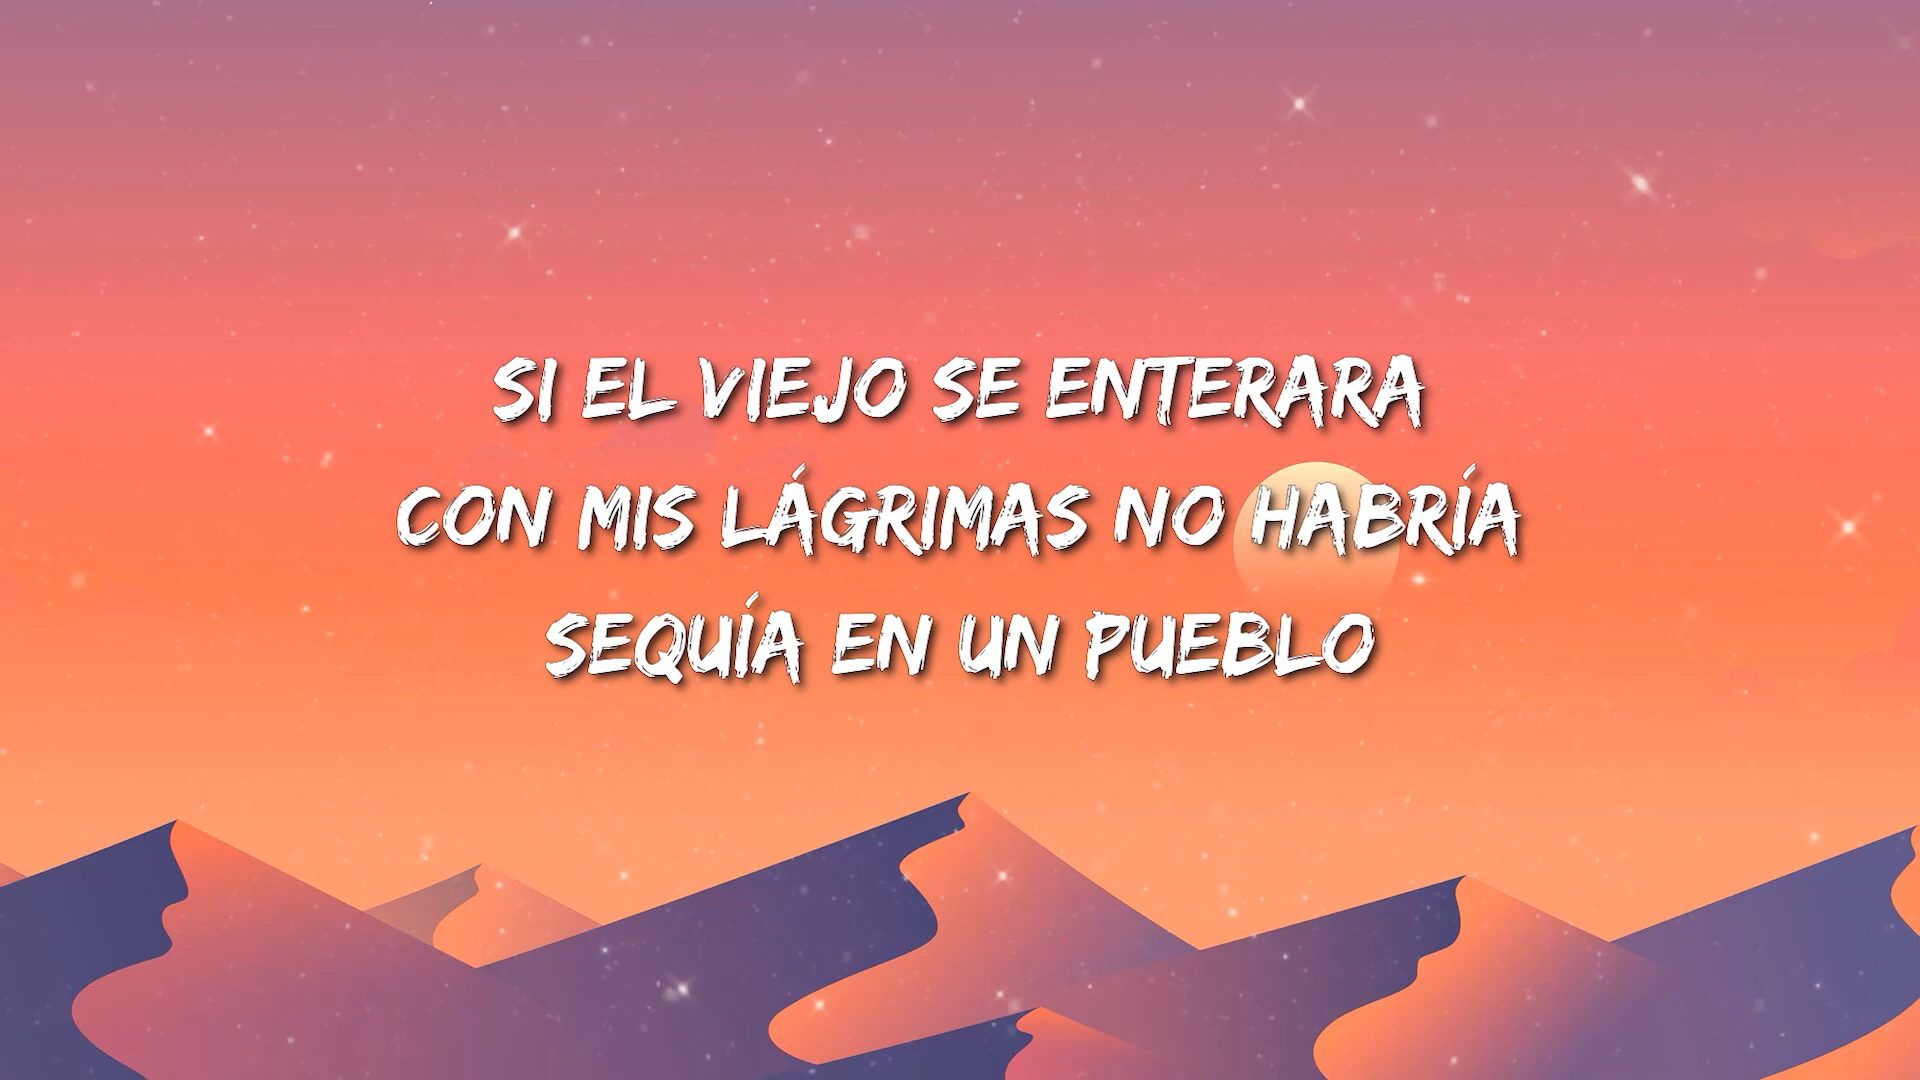 SI EL VIEJO SE ENTERARA
CON MIS LÁGRIMAS NO HABRÍA
SEQUÍA EN UN PUEBLO